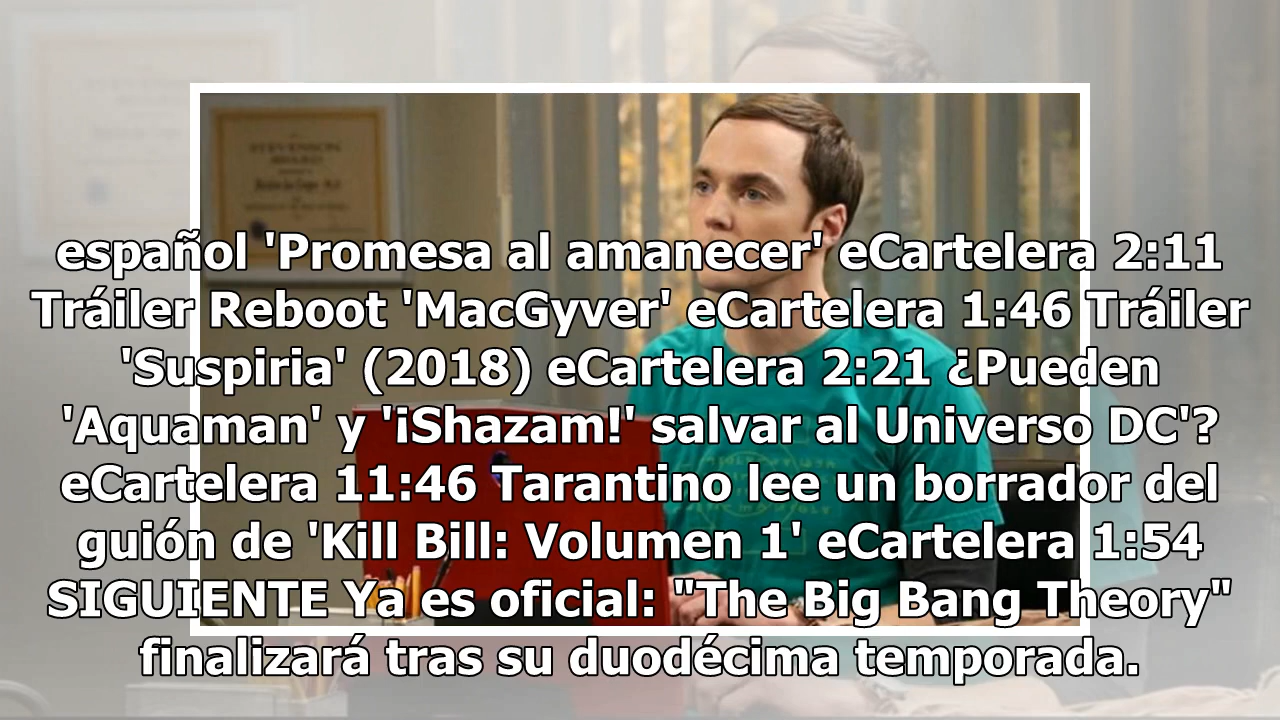 STEVENSON
AWARD
español 'Promesa al amanecer' eCartelera 2:11
Tráiler Reboot 'MacGyver' eCartelera 1:46 Tráiler
'Suspiria' (2018) eCartelera 2:21 ¿Pueden
'Aquaman' y '¡Shazam!' salvar al Universo DC'?
eCartelera 11:46 Tarantino lee un borrador del
guión de 'Kill Bill: Volumen 1' eCartelera 1:54
SIGUIENTE Ya es oficial: "The Big Bang Theory"
finalizará tras su duodécima temporada.